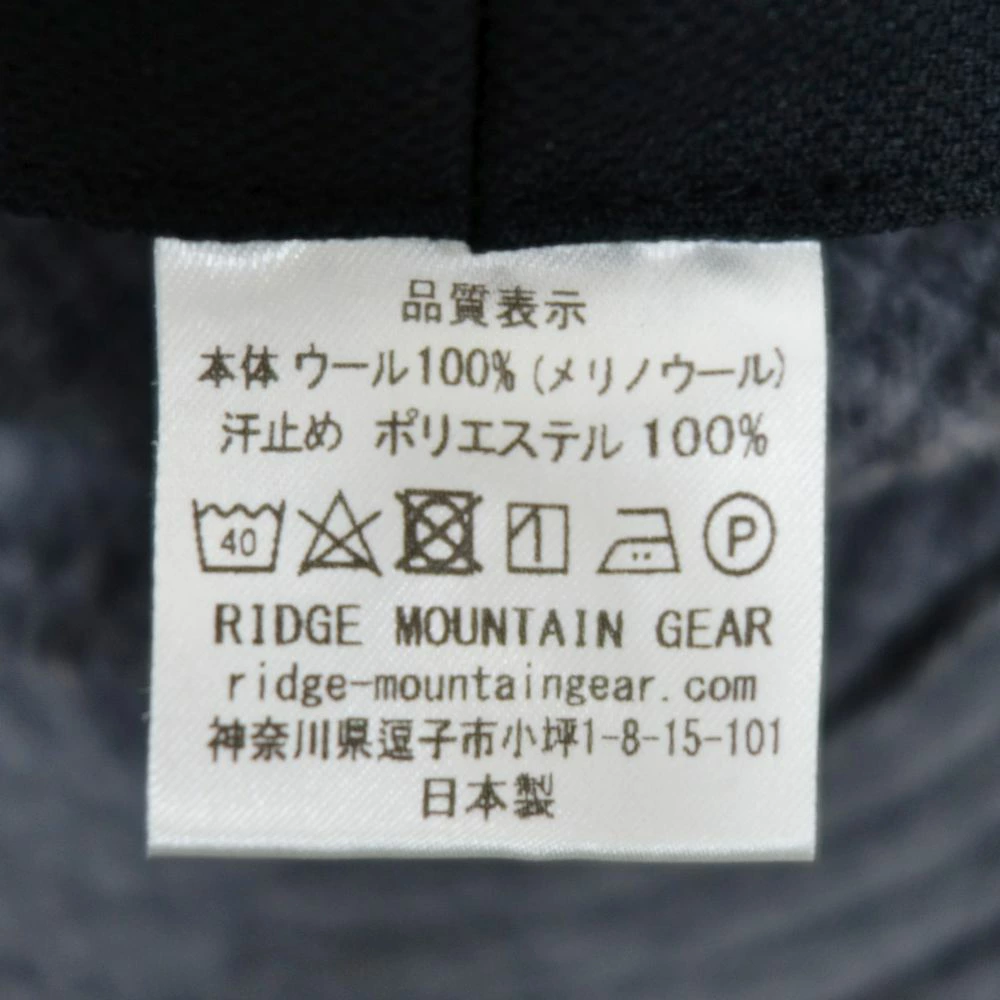 品質表示
本体 ウール100% (メリノウール)
汗止め ポリエステル 100%
40 P
RIDGE MOUNTAIN GEAR
ridge-mountaingear.com
神奈川県逗子市小坪1-8-15-101
日本製